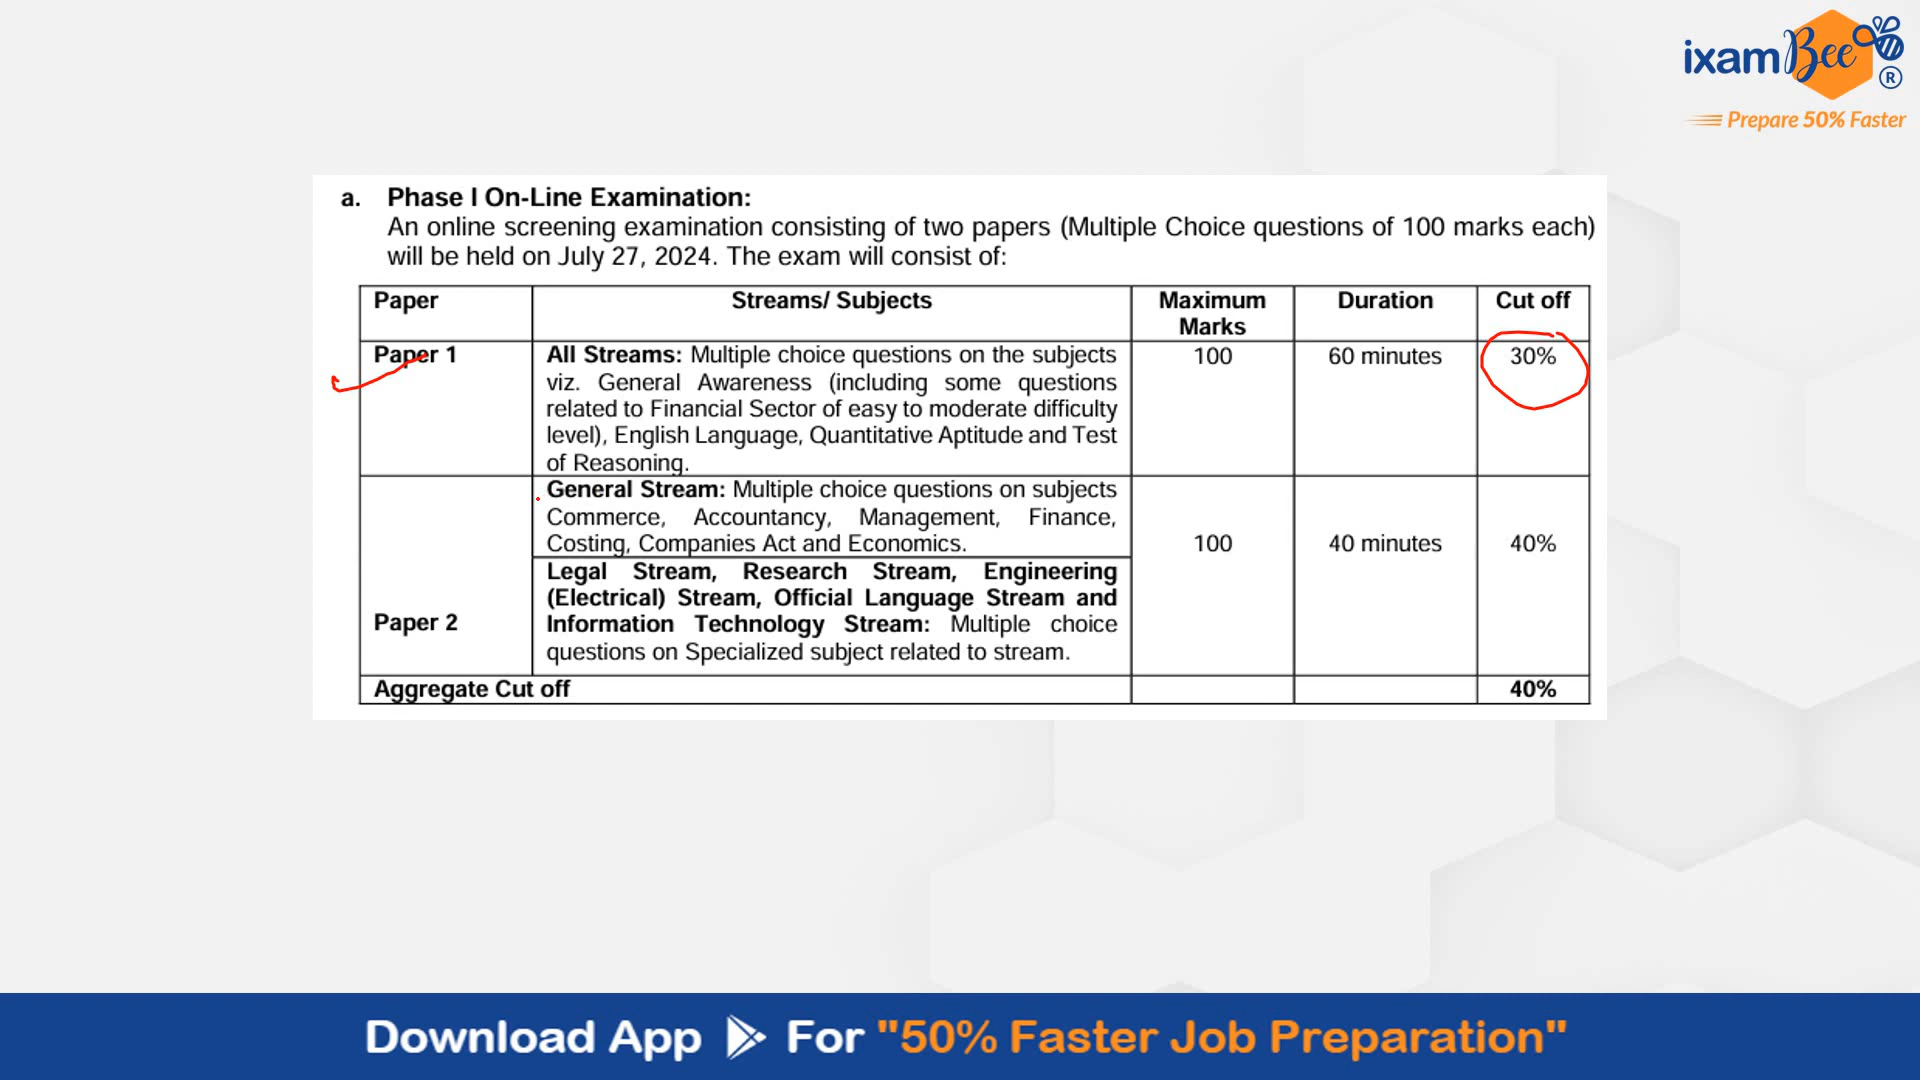 ixamBee
®
Prepare 50% Faster
a. Phase I On-Line Examination:
An online screening examination consisting of two papers (Multiple Choice questions of 100 marks each)
will be held on July 27, 2024. The exam will consist of:
Paper Streams/ Subjects Maximum Marks Duration Cut off
Paper 1 All Streams: Multiple choice questions on the subjects 100 60 minutes 30%
viz. General Awareness (including some questions
related to Financial Sector of easy to moderate difficulty
level), English Language, Quantitative Aptitude and Test
of Reasoning.
General Stream: Multiple choice questions on subjects
Commerce, Accountancy, Management, Finance,
Costing, Companies Act and Economics. 100 40 minutes 40%
Legal Stream, Research Stream, Engineering
(Electrical) Stream, Official Language Stream and
Paper 2 Information Technology Stream: Multiple choice
questions on Specialized subject related to stream.
Aggregate Cut off 40%
Download App For "50% Faster Job Preparation"